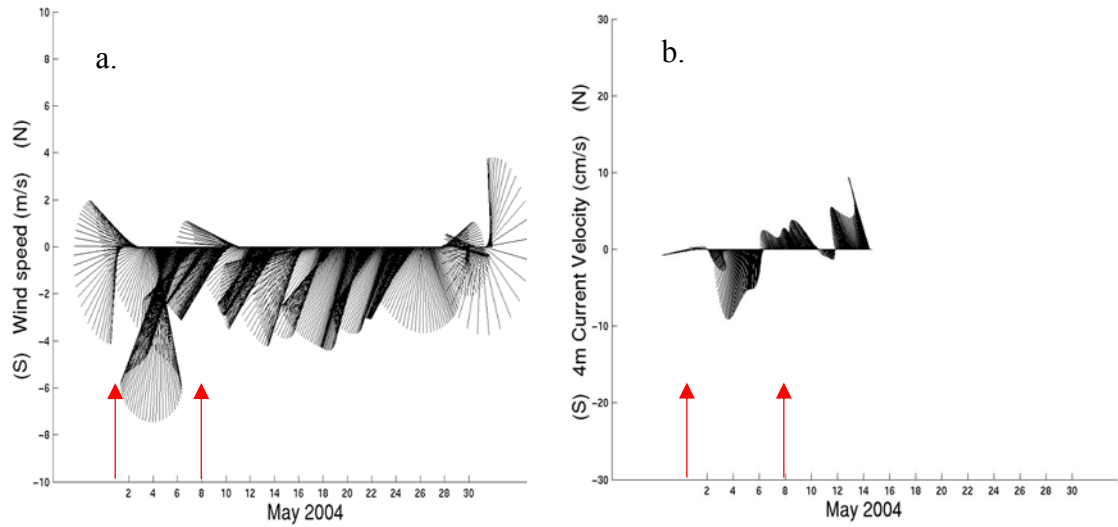 a.
(S) Wind speed (m/s) (N)
10
8
6
4
2
0
−2
−4
−6
−8
−10
2 4 6 8 10 12 14 16 18 20 22 24 26 28 30
May 2004
b.
(S) 4m Current Velocity (cm/s) (N)
30
20
10
0
−10
−20
−30
2 4 6 8 10 12 14 16 18 20 22 24 26 28 30
May 2004